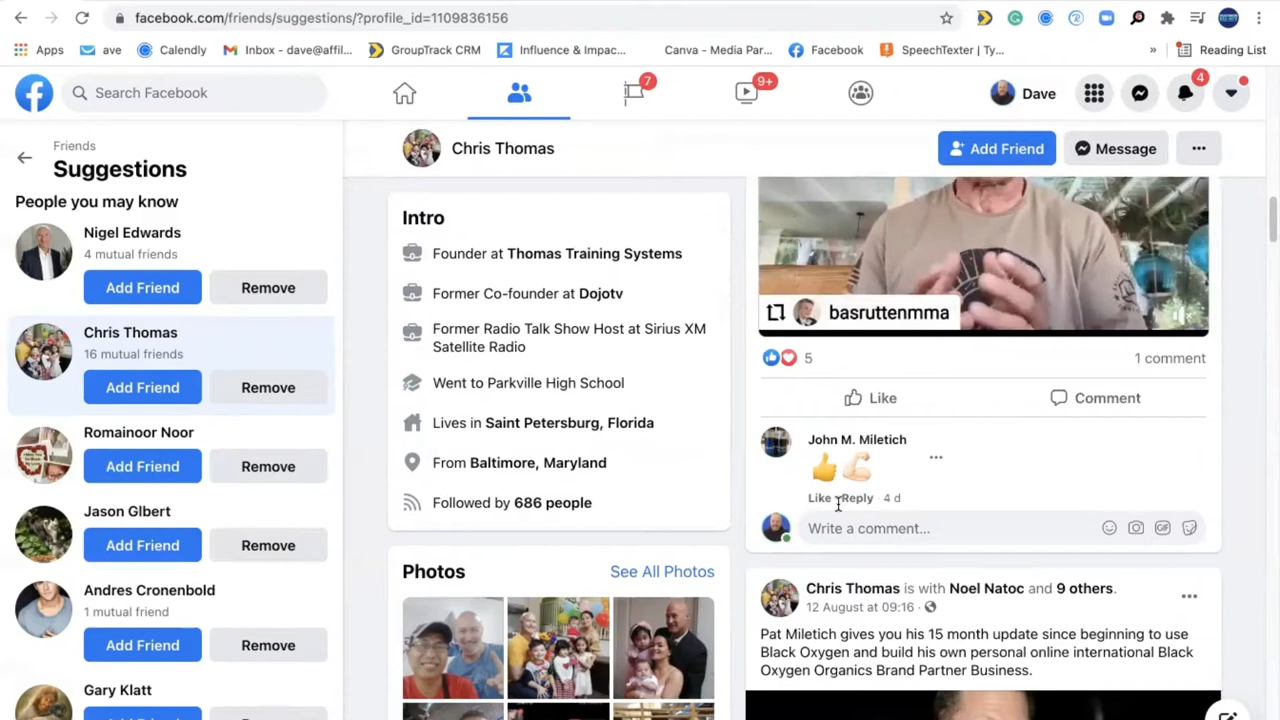 facebook.com/friends/suggestions/?profile_id=1109836156
Apps
ave
Calendly
Inbox - dave@affil...
GroupTrack CRM
Influence & Impac...
Canva - Media Par...
Facebook
SpeechTexter | Ty...
»
Reading List
Search Facebook
7
9+
Dave
4
Friends
Suggestions
People you may know
Nigel Edwards
4 mutual friends
Add Friend
Remove
Chris Thomas
16 mutual friends
Add Friend
Remove
Romainoor Noor
Add Friend
Remove
Jason Glbert
Add Friend
Remove
Andres Cronenbold
1 mutual friend
Add Friend
Remove
Gary Klatt
Chris Thomas
Add Friend
Message
Intro
Founder at Thomas Training Systems
Former Co-founder at Dojotv
Former Radio Talk Show Host at Sirius XM
Satellite Radio
Went to Parkville High School
Lives in Saint Petersburg, Florida
From Baltimore, Maryland
Followed by 686 people
Photos
See All Photos
basruttenmma
5
1 comment
Like
Comment
John M. Miletich
👍💪
Like · Reply · 4 d
Write a comment...
GIF
Chris Thomas is with Noel Natoc and 9 others.
12 August at 09:16 ·
Pat Miletich gives you his 15 month update since beginning to use
Black Oxygen and build his own personal online international Black
Oxygen Organics Brand Partner Business.